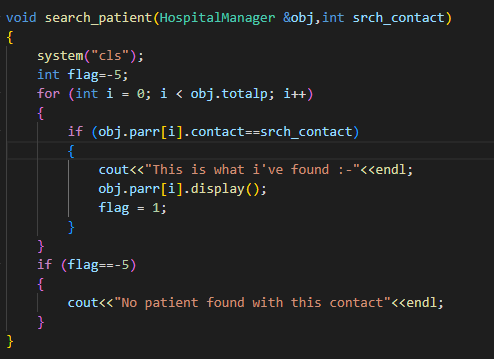 void search_patient(HospitalManager &obj,int srch_contact)
{
    system("cls");
    int flag=-5;
    for (int i = 0; i < obj.totalp; i++)
    {
        if (obj.parr[i].contact==srch_contact)
        {
            cout<<"This is what i've found :-"<<endl;
            obj.parr[i].display();
            flag = 1;
        }
    }
    if (flag==-5)
    {
        cout<<"No patient found with this contact"<<endl;
    }
}